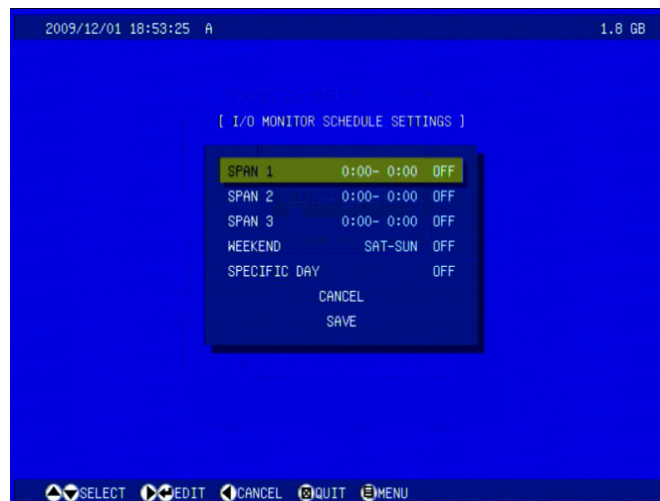 2009/12/01 18:53:25 A 1.8 GB
[ I/O MONITOR SCHEDULE SETTINGS ]
SPAN 1 0:00- 0:00 OFF
SPAN 2 0:00- 0:00 OFF
SPAN 3 0:00- 0:00 OFF
WEEKEND SAT-SUN OFF
SPECIFIC DAY OFF
CANCEL
SAVE
SELECT EDIT CANCEL QUIT MENU